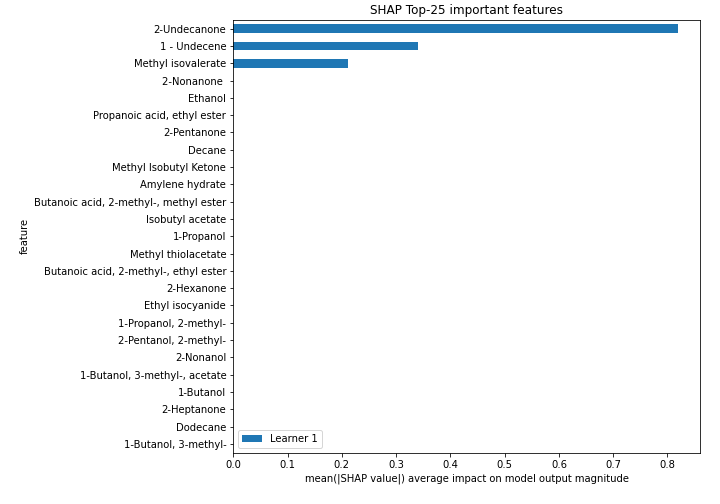 SHAP Top-25 important features
2-Undecanone
1 - Undecene
Methyl isovalerate
2-Nonanone
Ethanol
Propanoic acid, ethyl ester
2-Pentanone
Decane
Methyl Isobutyl Ketone
Amylene hydrate
Butanoic acid, 2-methyl-, methyl ester
Isobutyl acetate
1-Propanol
Methyl thiolacetate
Butanoic acid, 2-methyl-, ethyl ester
2-Hexanone
Ethyl isocyanide
1-Propanol, 2-methyl-
2-Pentanol, 2-methyl-
2-Nonanol
1-Butanol, 3-methyl-, acetate
1-Butanol
2-Heptanone
Dodecane
1-Butanol, 3-methyl-
feature
Learner 1
0.0 0.1 0.2 0.3 0.4 0.5 0.6 0.7 0.8
mean(|SHAP value|) average impact on model output magnitude